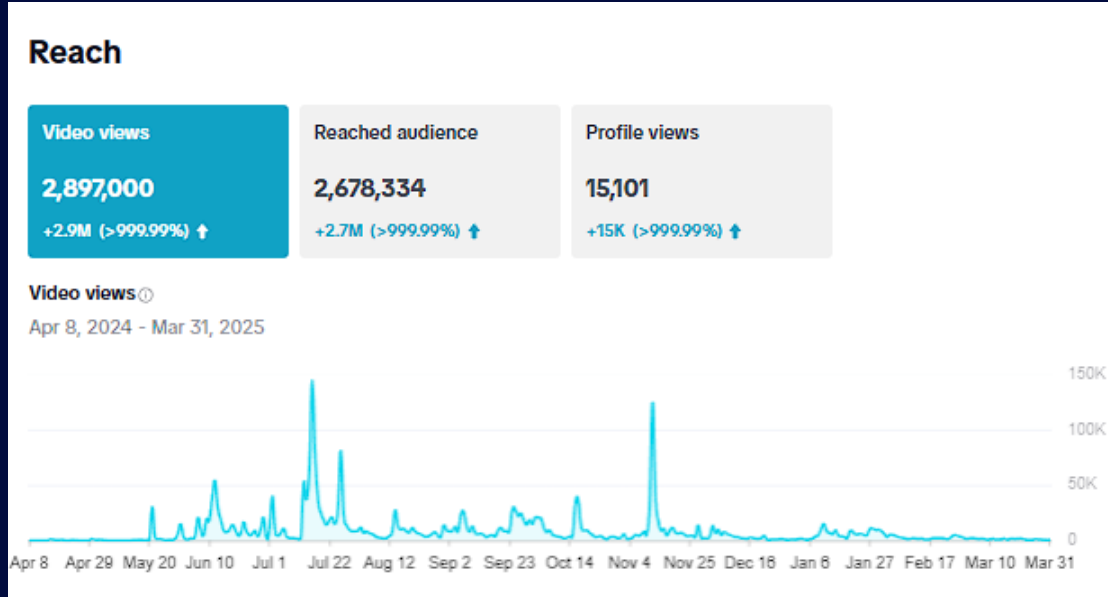 Reach
Video views
Reached audience
Profile views
2,897,000
2,678,334
15,101
+2.9M (>999.99%)
+2.7M (>999.99%)
+15K (>999.99%)
Video views
Apr 8, 2024 - Mar 31, 2025
150K
100K
50K
0
Apr 8 Apr 29 May 20 Jun 10 Jul 1 Jul 22 Aug 12 Sep 2 Sep 23 Oct 14 Nov 4 Nov 25 Dec 16 Jan 6 Jan 27 Feb 17 Mar 10 Mar 31